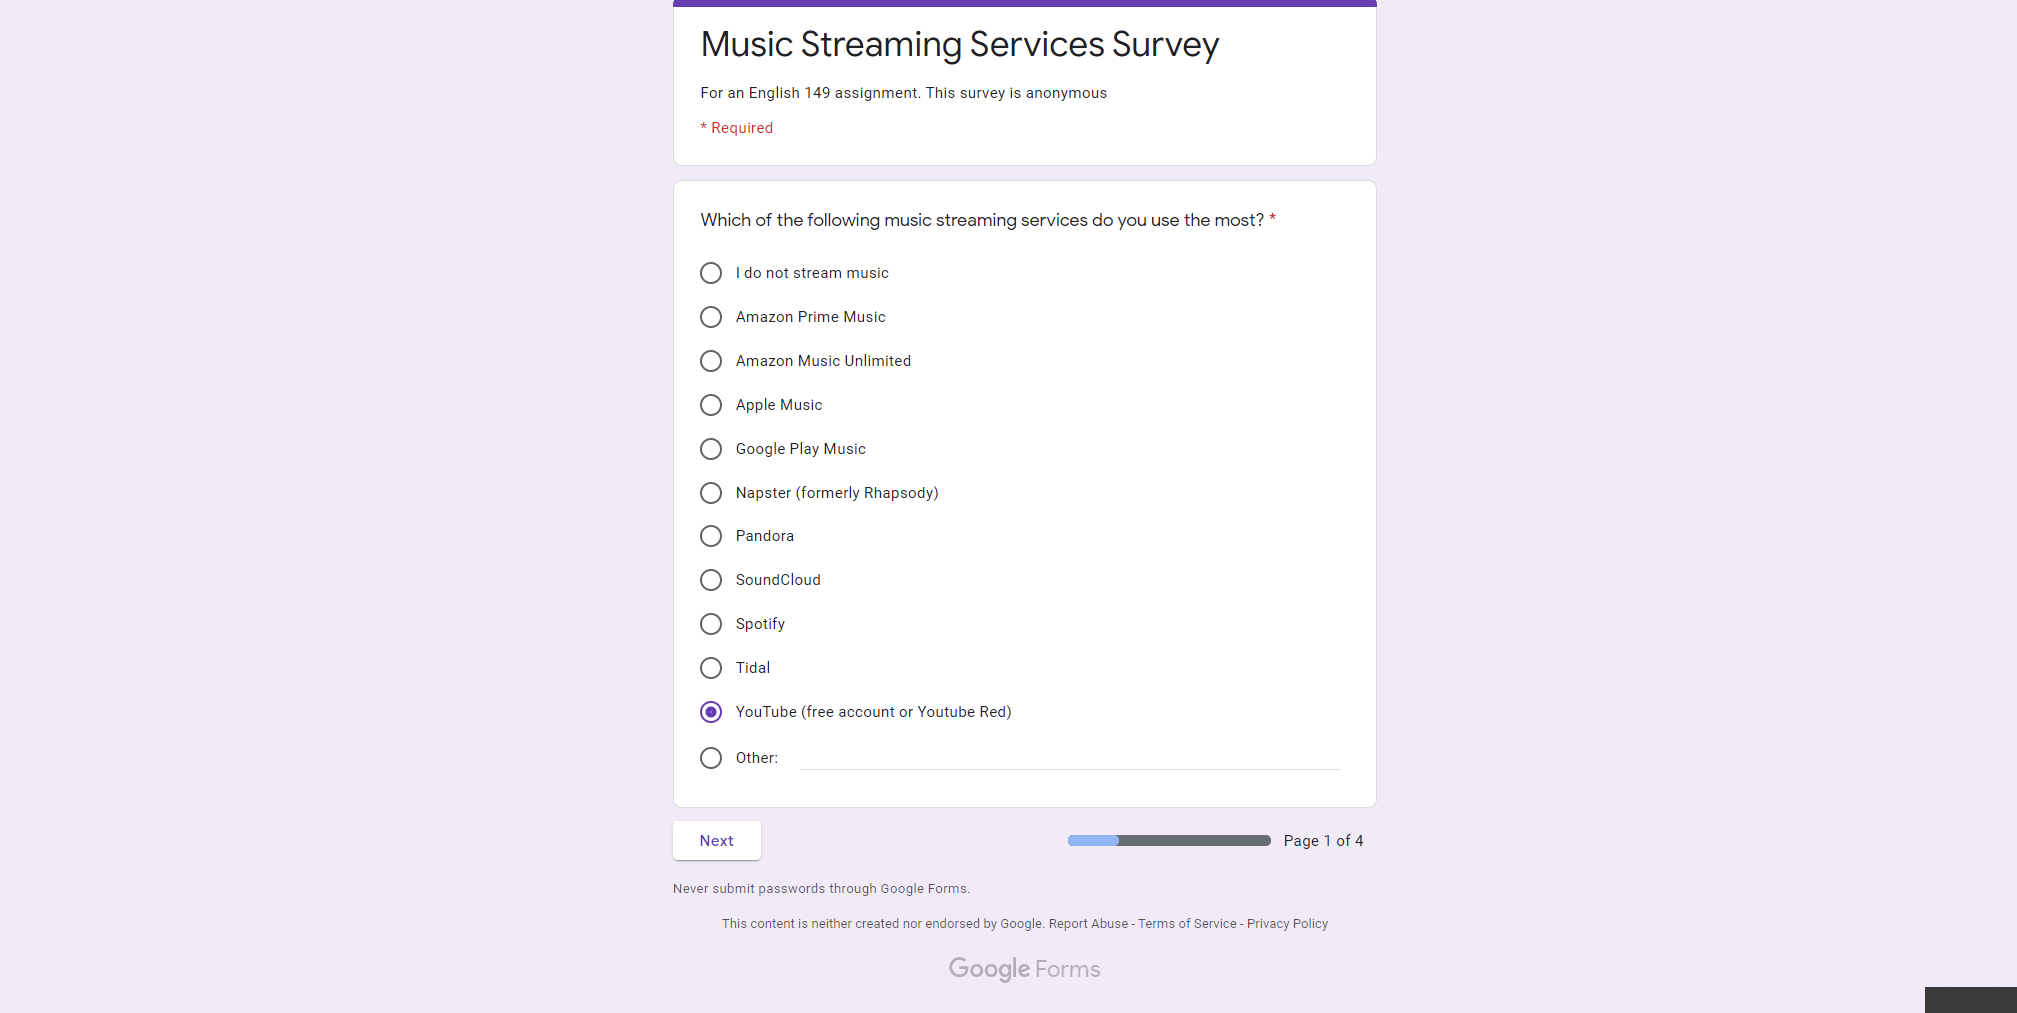 Music Streaming Services Survey
For an English 149 assignment. This survey is anonymous
* Required
Which of the following music streaming services do you use the most? *
I do not stream music
Amazon Prime Music
Amazon Music Unlimited
Apple Music
Google Play Music
Napster (formerly Rhapsody)
Pandora
SoundCloud
Spotify
Tidal
YouTube (free account or Youtube Red)
Other:
Next
Page 1 of 4
Never submit passwords through Google Forms.
This content is neither created nor endorsed by Google. Report Abuse - Terms of Service - Privacy Policy
Google Forms